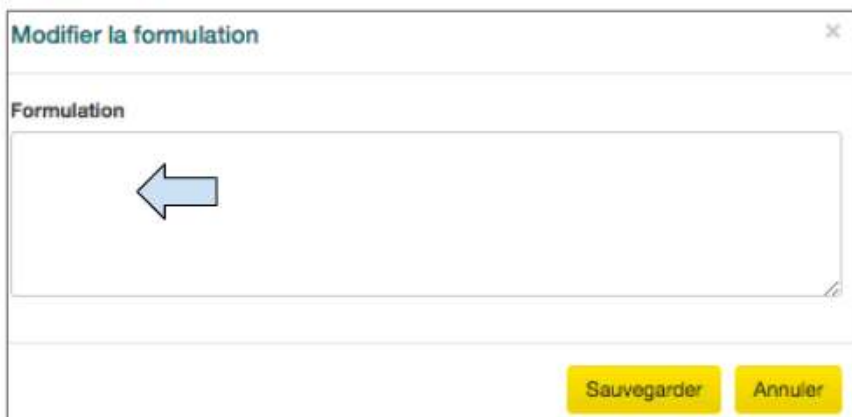 Modifier la formulation ×
Formulation
Sauvegarder Annuler